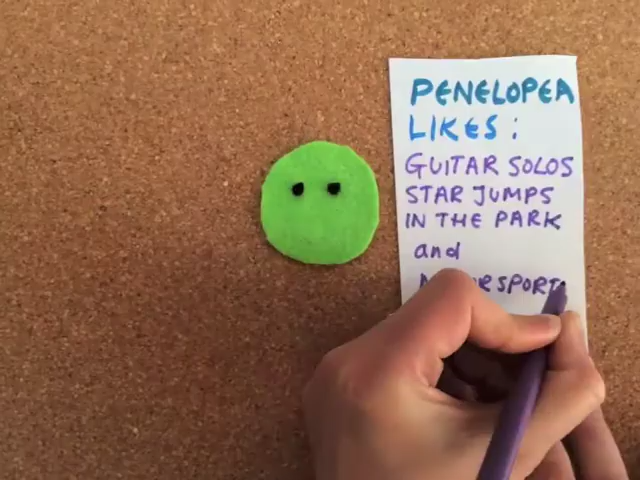 PENELOPEA
LIKES:
GUITAR SOLOS
STAR JUMPS
IN THE PARK
and